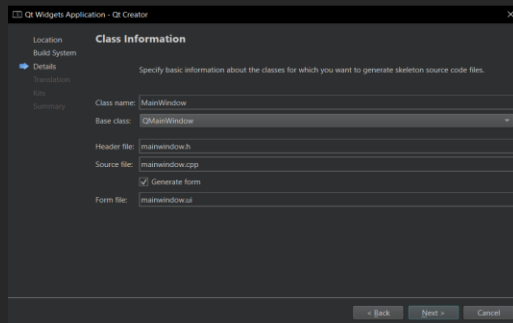 Qt Widgets Application - Qt Creator
Location
Build System
Details
Translation
Kits
Summary
Class Information
Specify basic information about the classes for which you want to generate skeleton source code files.
Class name: MainWindow
Base class: QMainWindow
Header file: mainwindow.h
Source file: mainwindow.cpp
Generate form
Form file: mainwindow.ui
< Back Next > Cancel